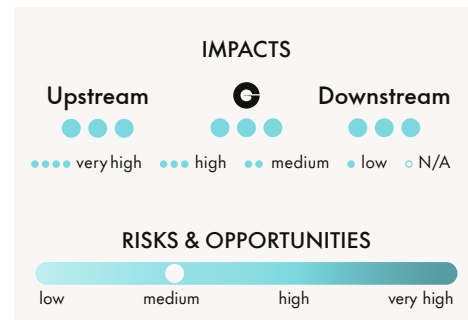 IMPACTS
Upstream Downstream
very high high medium low N/A
RISKS & OPPORTUNITIES
low medium high very high